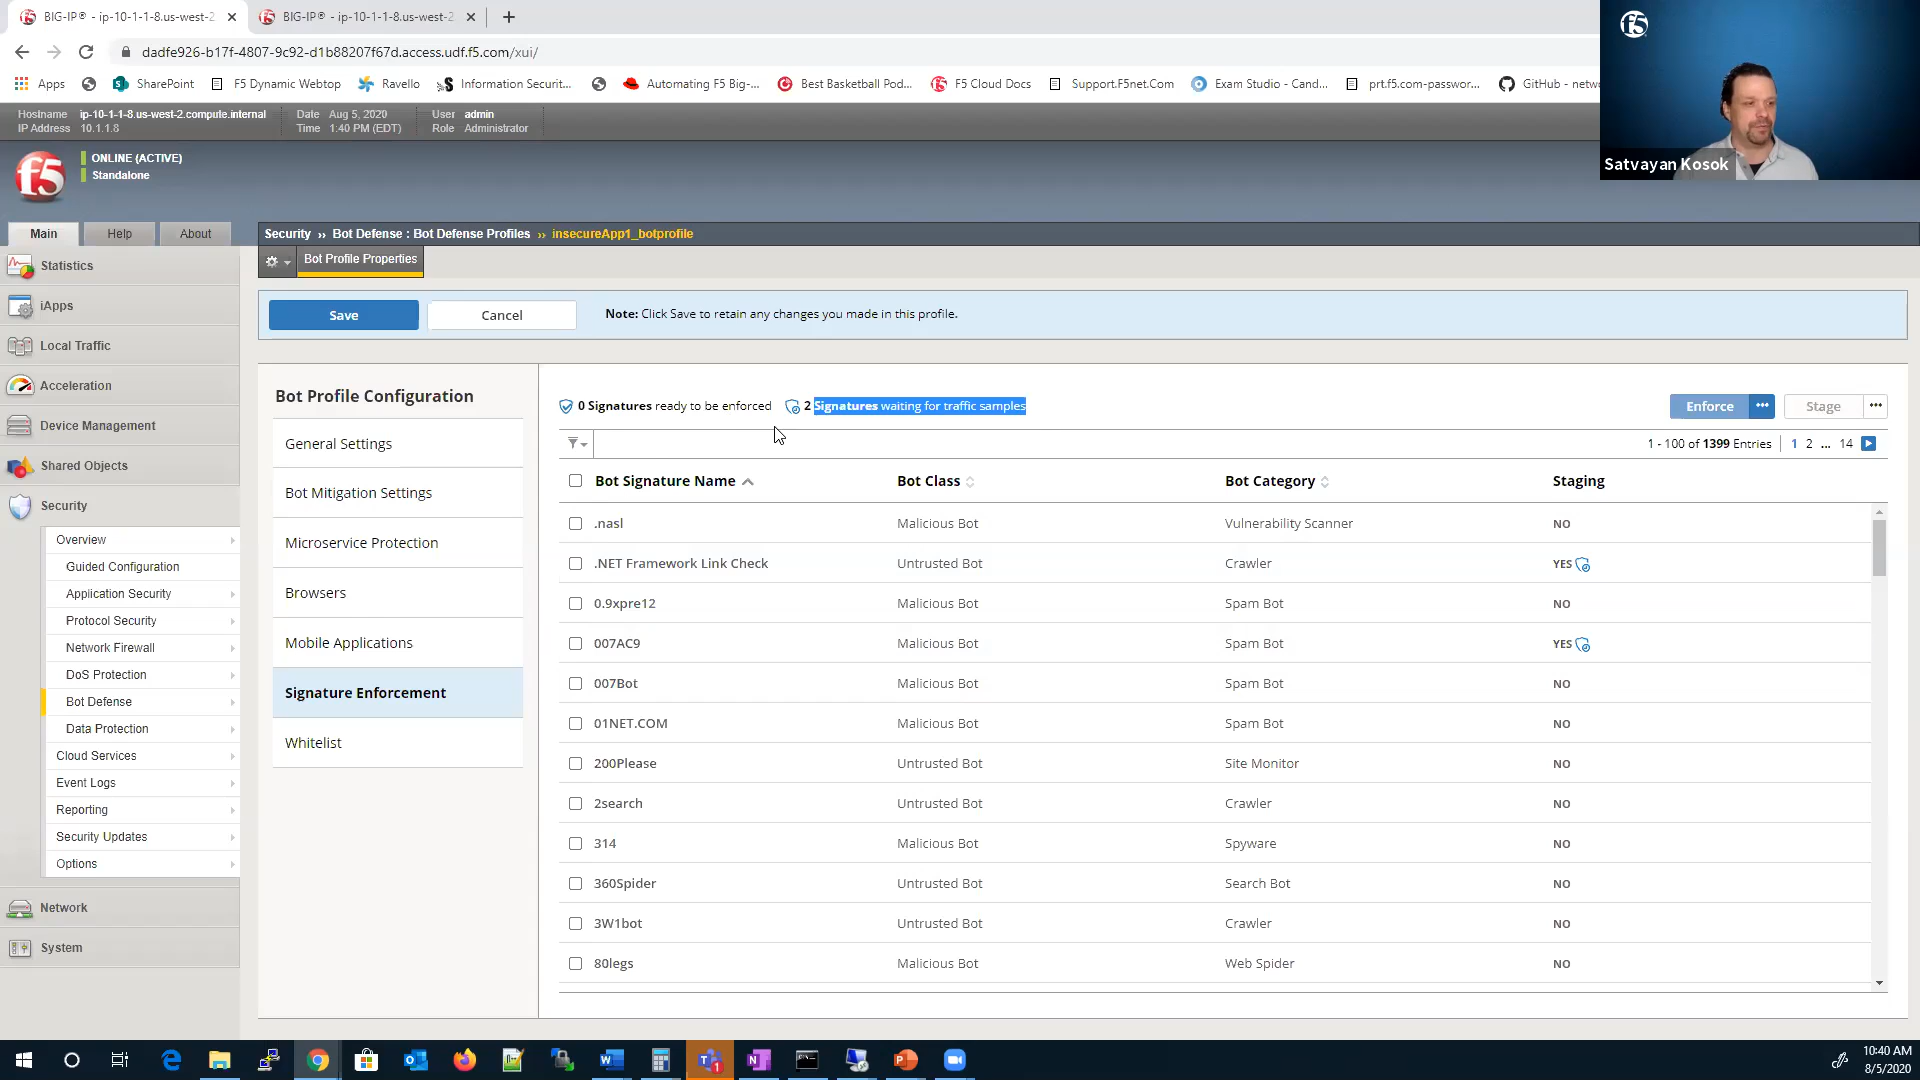 BIG-IP® - ip-10-1-1-8.us-west-2
BIG-IP® - ip-10-1-1-8.us-west-2
dadfe926-b17f-4807-9c92-d1b88207f67d.access.udf.f5.com/xui/
Apps
SharePoint
F5 Dynamic Webtop
Ravello
Information Securit...
Automating F5 Big-...
Best Basketball Pod...
F5 Cloud Docs
Support.F5net.Com
Exam Studio - Cand...
prt.f5.com-passwor...
GitHub - netw
f5
Satvayan Kosok
Hostname ip-10-1-1-8.us-west-2.compute.internal
IP Address 10.1.1.8
Date Aug 5, 2020
Time 1:40 PM (EDT)
User admin
Role Administrator
f5
ONLINE (ACTIVE)
Standalone
Main
Help
About
Security ›› Bot Defense : Bot Defense Profiles ›› insecureApp1_botprofile
Bot Profile Properties
Statistics
iApps
Local Traffic
Acceleration
Device Management
Shared Objects
Security
Overview
Guided Configuration
Application Security
Protocol Security
Network Firewall
DoS Protection
Bot Defense
Data Protection
Cloud Services
Event Logs
Reporting
Security Updates
Options
Network
System
Save
Cancel
Note: Click Save to retain any changes you made in this profile.
Bot Profile Configuration
General Settings
Bot Mitigation Settings
Microservice Protection
Browsers
Mobile Applications
Signature Enforcement
Whitelist
0 Signatures ready to be enforced
2 Signatures waiting for traffic samples
Enforce ...
Stage ...
1 - 100 of 1399 Entries
1 2 ... 14
Bot Signature Name Bot Class Bot Category Staging
.nasl Malicious Bot Vulnerability Scanner NO
.NET Framework Link Check Untrusted Bot Crawler YES
0.9xpre12 Malicious Bot Spam Bot NO
007AC9 Malicious Bot Spam Bot YES
007Bot Malicious Bot Spam Bot NO
01NET.COM Malicious Bot Spam Bot NO
200Please Untrusted Bot Site Monitor NO
2search Untrusted Bot Crawler NO
314 Malicious Bot Spyware NO
360Spider Untrusted Bot Search Bot NO
3W1bot Untrusted Bot Crawler NO
80legs Malicious Bot Web Spider NO
10:40 AM
8/5/2020